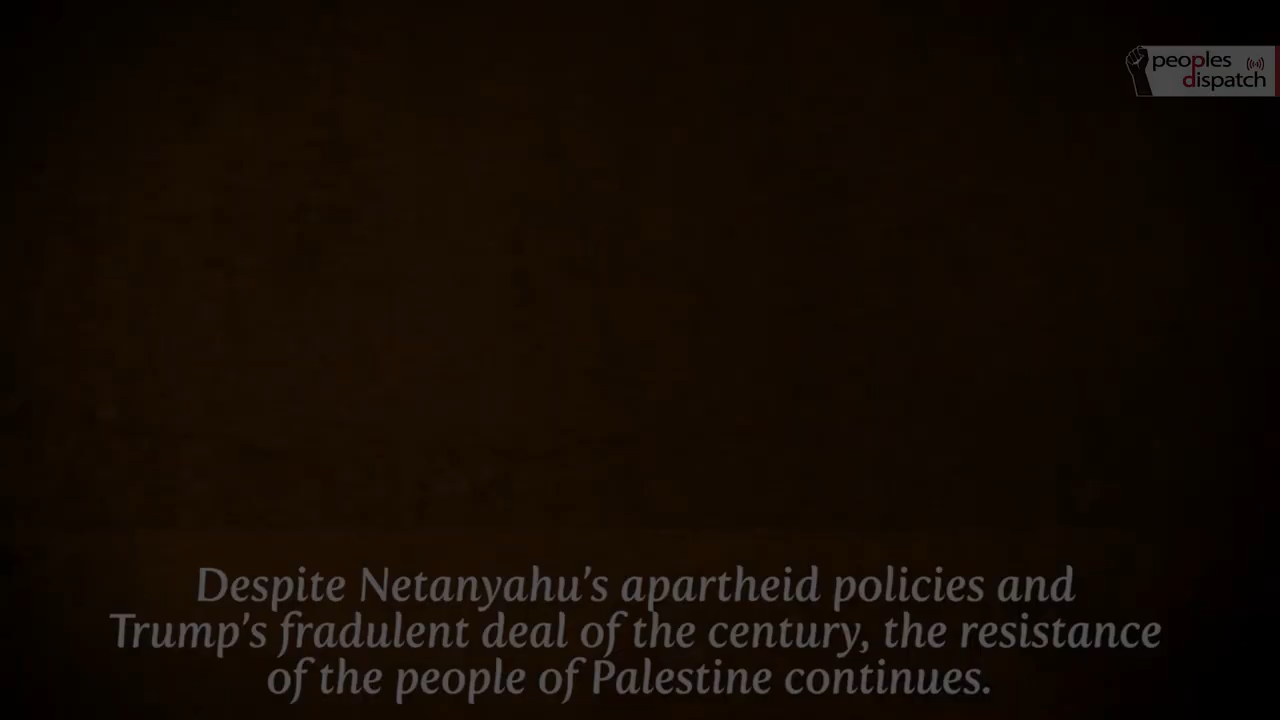 peoples
dispatch
Despite Netanyahu's apartheid policies and
Trump's fradulent deal of the century, the resistance
of the people of Palestine continues.